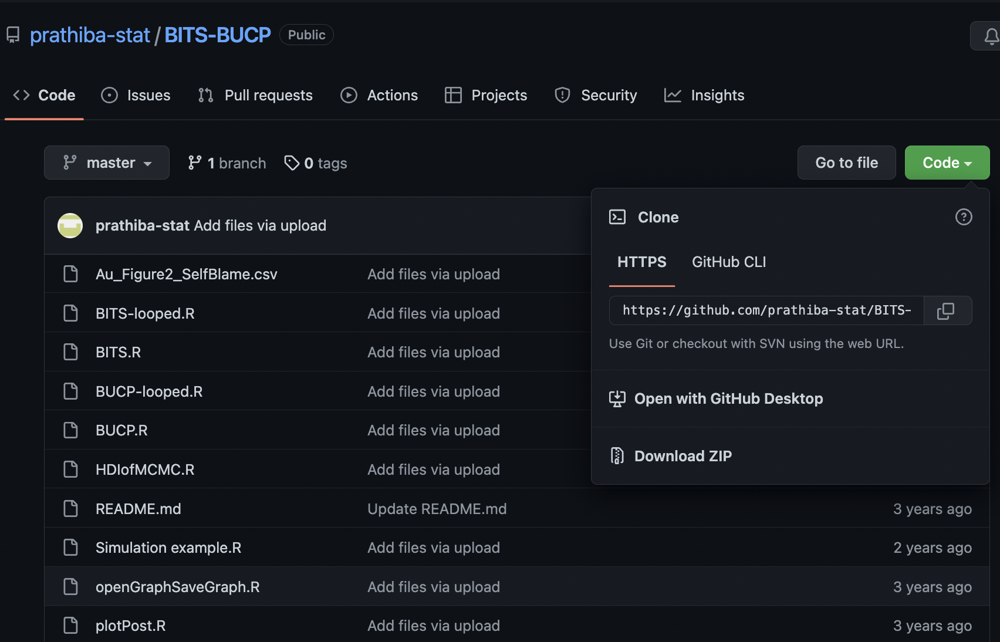 prathiba-stat / BITS-BUCP Public
Code Issues Pull requests Actions Projects Security Insights
master 1 branch 0 tags Go to file Code
prathiba-stat Add files via upload
Au_Figure2_SelfBlame.csv Add files via upload
BITS-looped.R Add files via upload
BITS.R Add files via upload
BUCP-looped.R Add files via upload
BUCP.R Add files via upload
HDIofMCMC.R Add files via upload
README.md Update README.md 3 years ago
Simulation example.R Add files via upload 2 years ago
openGraphSaveGraph.R Add files via upload 3 years ago
plotPost.R Add files via upload 3 years ago
Clone
HTTPS GitHub CLI
https://github.com/prathiba-stat/BITS-
Use Git or checkout with SVN using the web URL.
Open with GitHub Desktop
Download ZIP